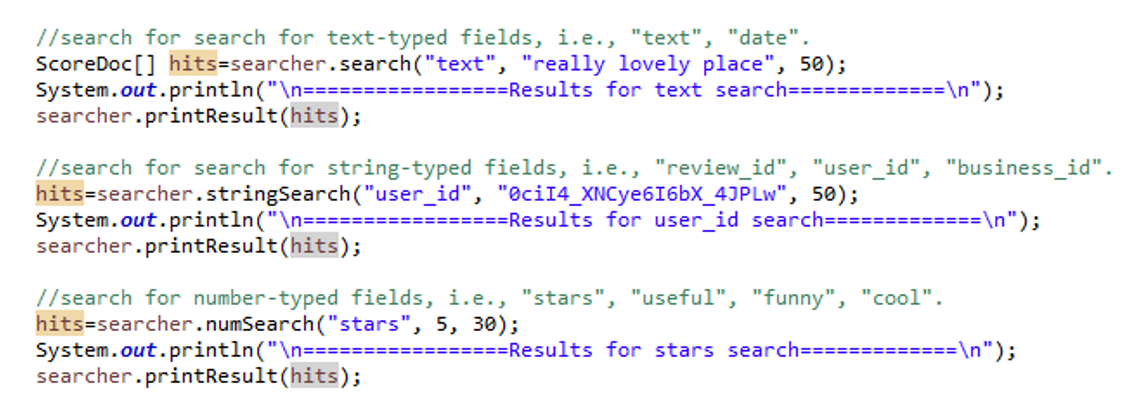 //search for search for text-typed fields, i.e., "text", "date".
ScoreDoc[] hits=searcher.search("text", "really lovely place", 50);
System.out.println("\n=================Results for text search=============\n");
searcher.printResult(hits);
//search for search for string-typed fields, i.e., "review_id", "user_id", "business_id".
hits=searcher.stringSearch("user_id", "0ciI4_XNCye6I6bX_4JPLw", 50);
System.out.println("\n=================Results for user_id search=============\n");
searcher.printResult(hits);
//search for number-typed fields, i.e., "stars", "useful", "funny", "cool".
hits=searcher.numSearch("stars", 5, 30);
System.out.println("\n=================Results for stars search=============\n");
searcher.printResult(hits);